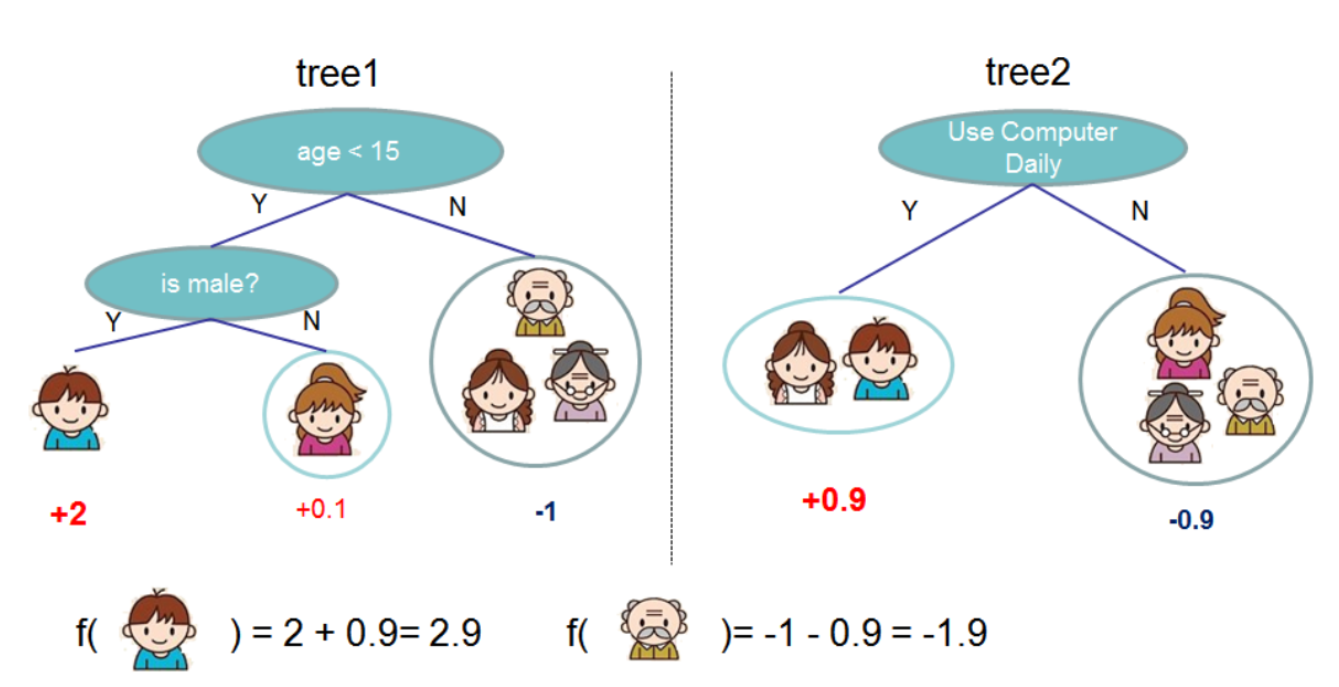 tree1
age < 15
Y
N
is male?
Y
N
+2
+0.1
-1
tree2
Use Computer
Daily
Y
N
+0.9
-0.9
f( ) = 2 + 0.9= 2.9
f( )= -1 - 0.9 = -1.9